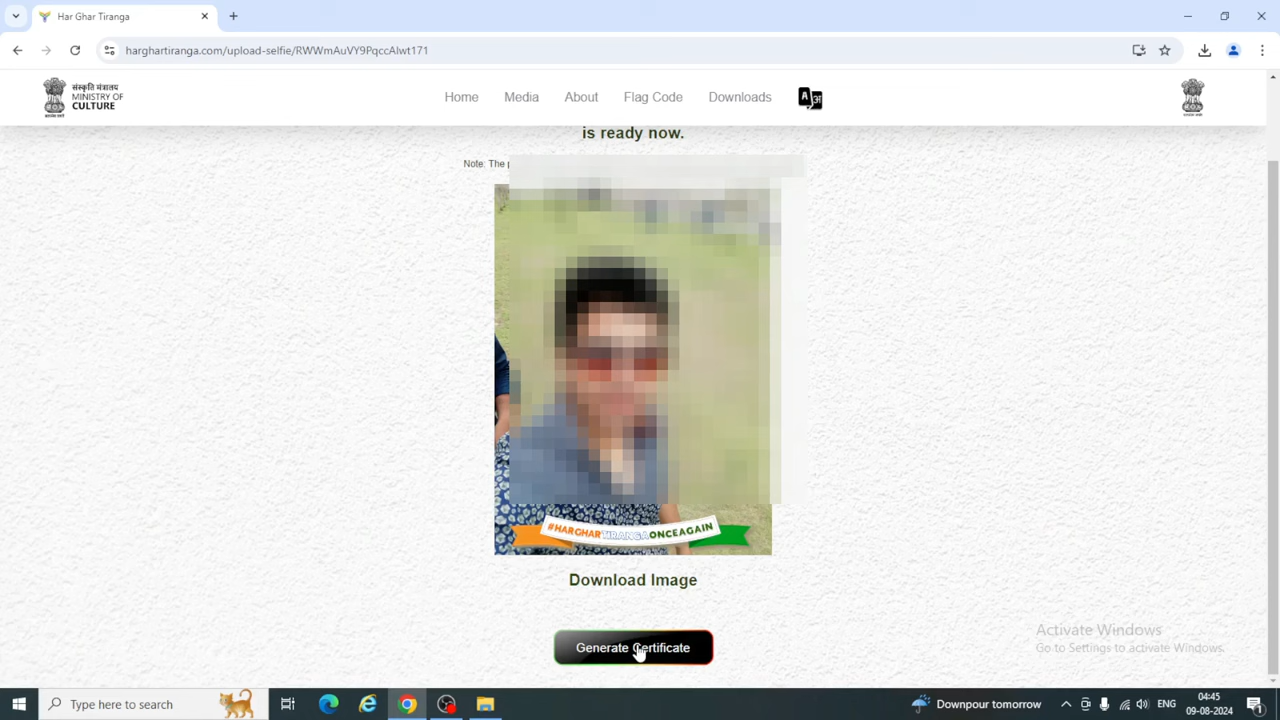 Har Ghar Tiranga
harghartiranga.com/upload-selfie/RWWmAuVY9PqccAlwt171
संस्कृति मंत्रालय
MINISTRY OF
CULTURE
Home Media About Flag Code Downloads
is ready now.
Note: The
#HARGHARTIRANGAONCEAGAIN
Download Image
Generate Certificate
Activate Windows
Go to Settings to activate Windows.
Type here to search
Downpour tomorrow
ENG
04:45
09-08-2024